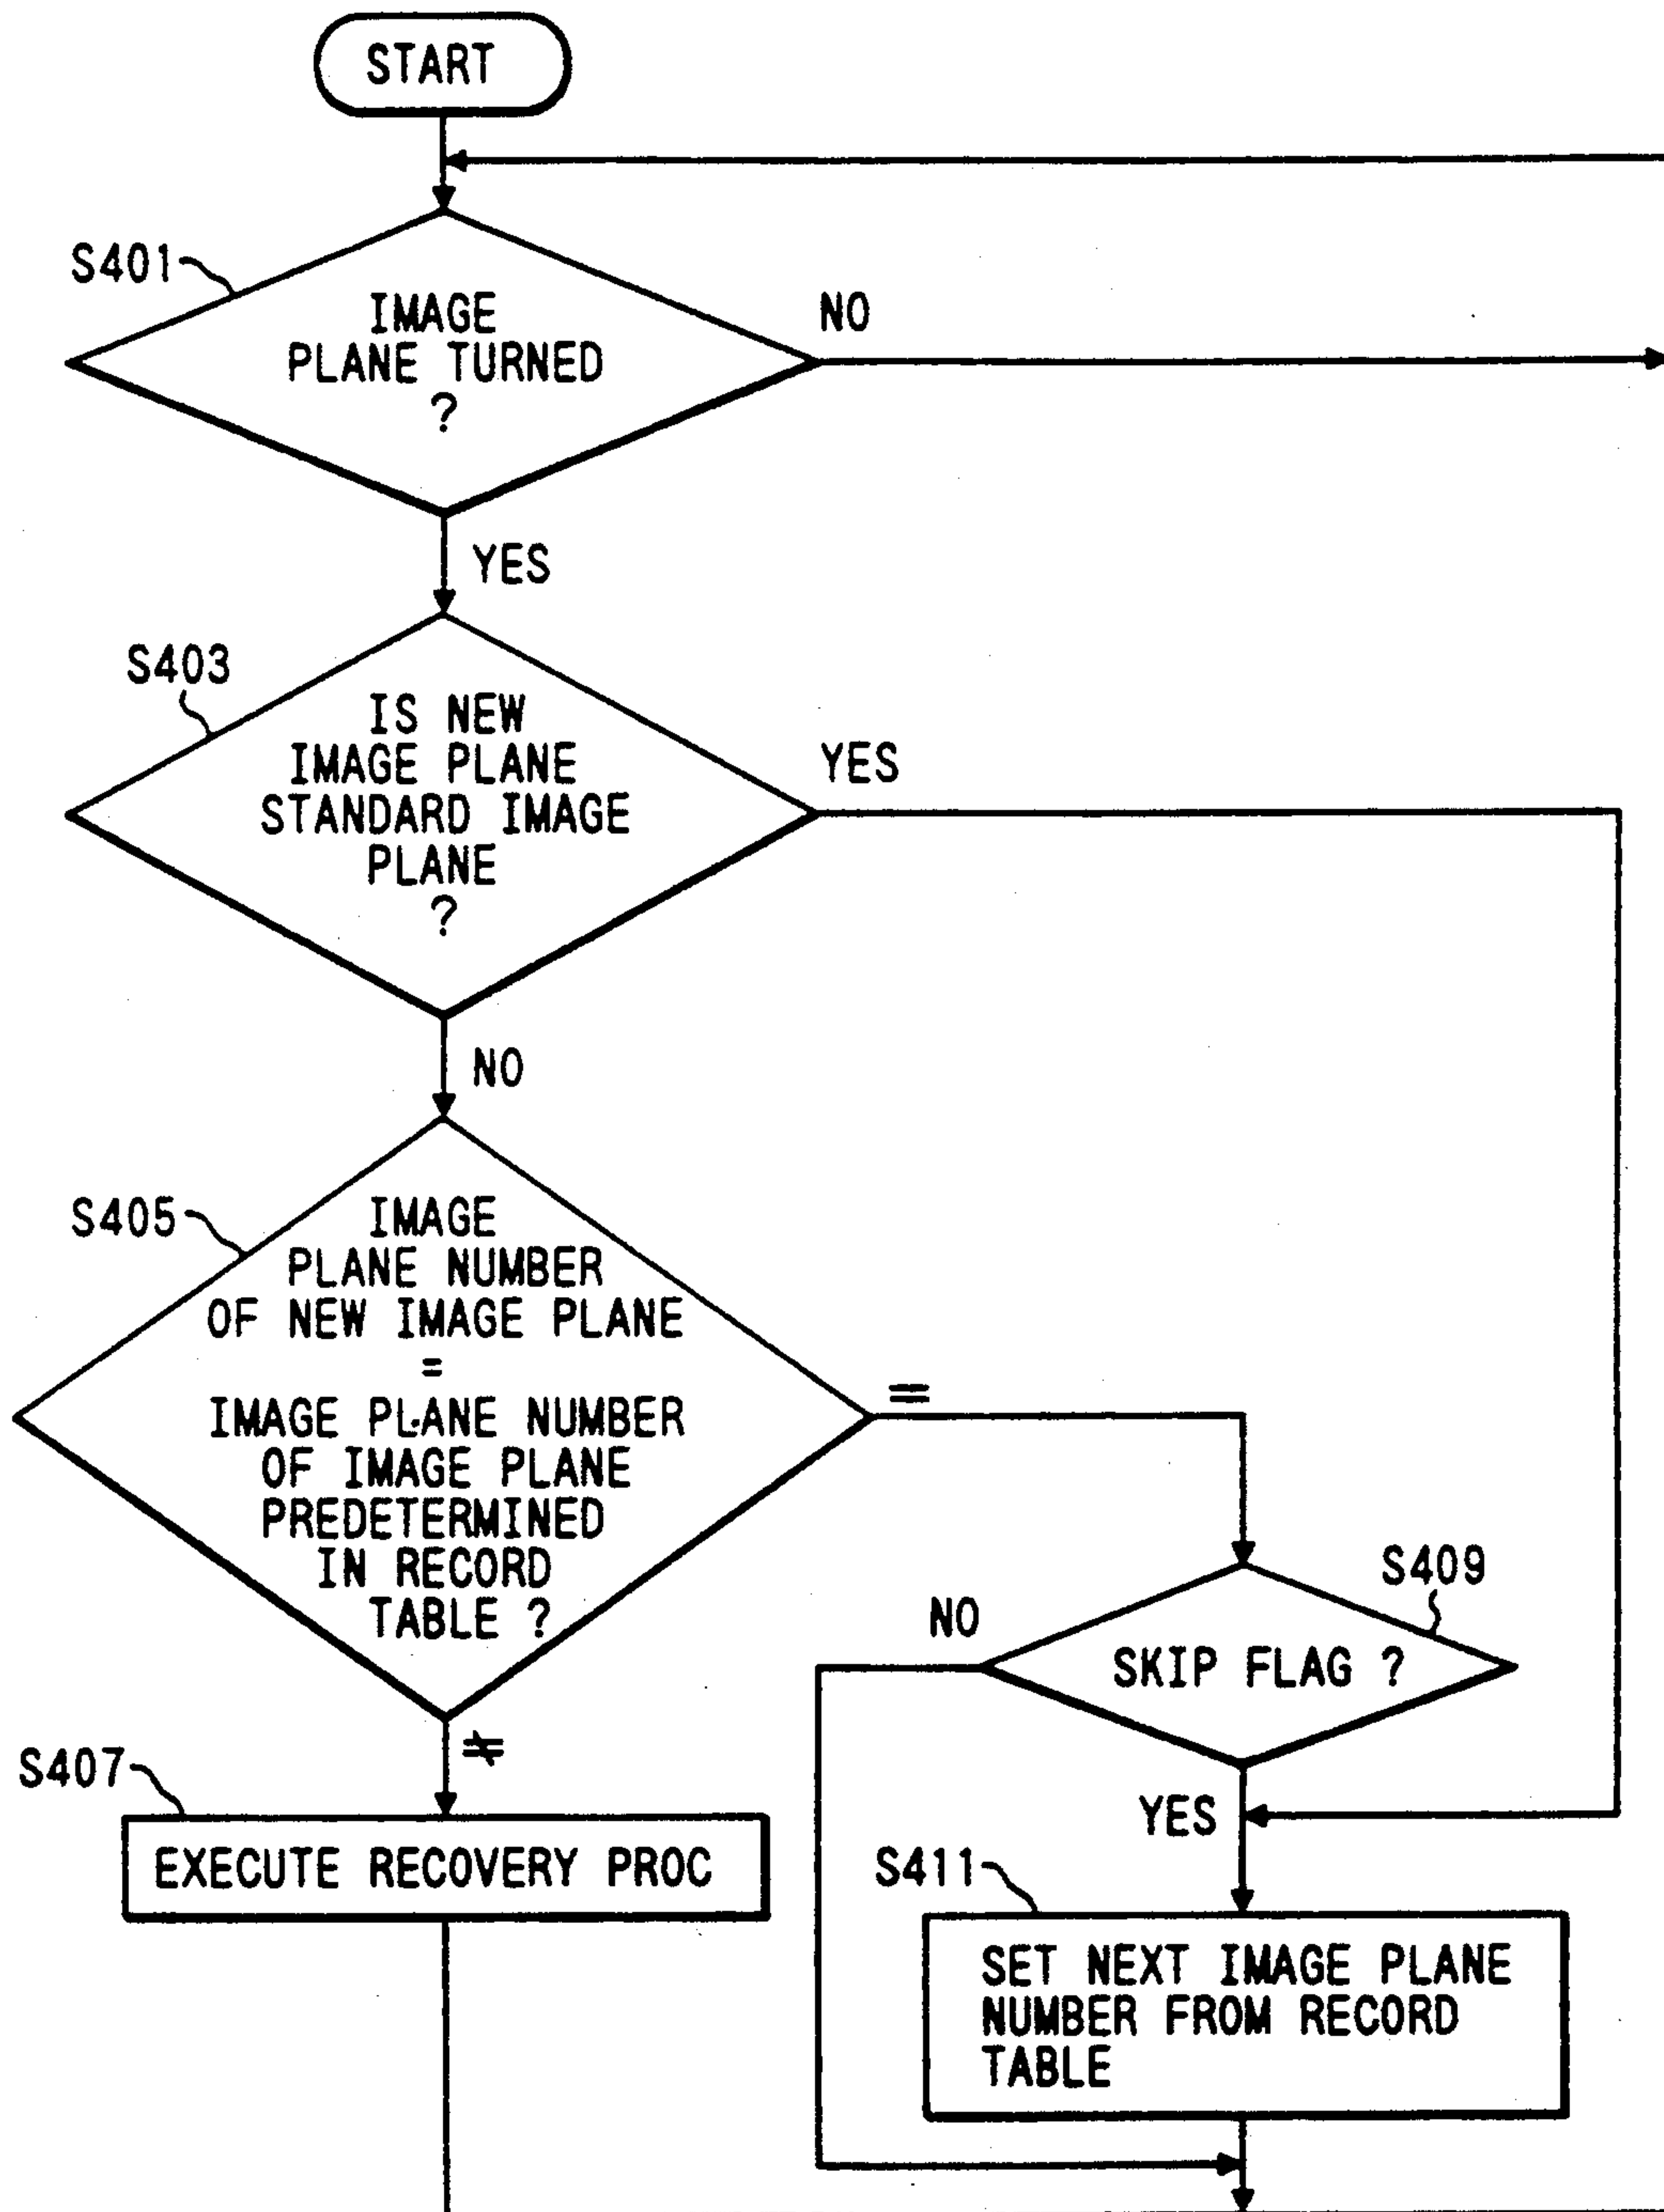 START
S401
IMAGE
PLANE TURNED
?
NO
YES
S403
IS NEW
IMAGE PLANE
STANDARD IMAGE
PLANE
?
YES
NO
S405
IMAGE
PLANE NUMBER
OF NEW IMAGE PLANE
=
IMAGE PLANE NUMBER
OF IMAGE PLANE
PREDETERMINED
IN RECORD
TABLE ?
=
≠
S409
SKIP FLAG ?
NO
YES
S407
EXECUTE RECOVERY PROC
S411
SET NEXT IMAGE PLANE
NUMBER FROM RECORD
TABLE